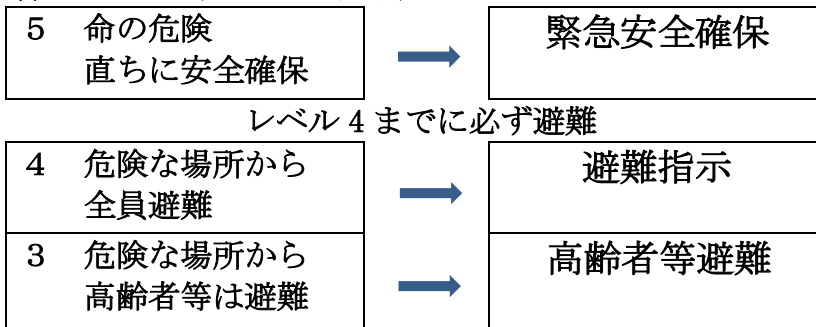 5 命の危険
直ちに安全確保
緊急安全確保
レベル4までに必ず避難
4 危険な場所から
全員避難
避難指示
3 危険な場所から
高齢者等は避難
高齢者等避難